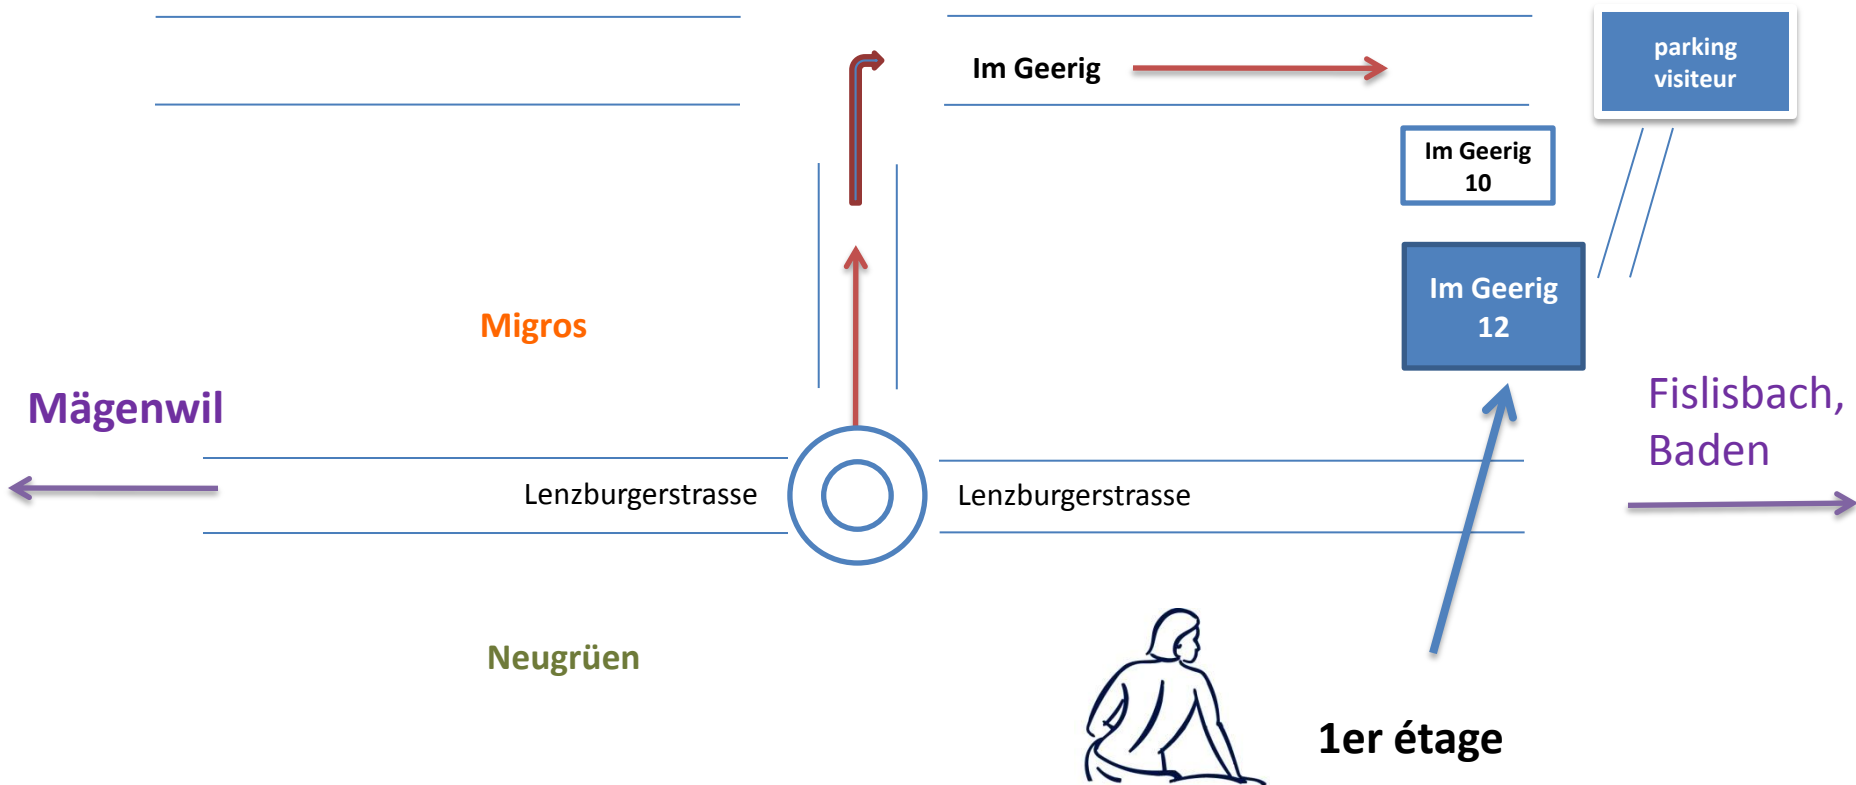 Im Geerig
parking
visiteur
Im Geerig
10
Im Geerig
12
Migros
Mägenwil
Fislisbach,
Baden
Lenzburgerstrasse
Lenzburgerstrasse
Neugrüen
1er étage